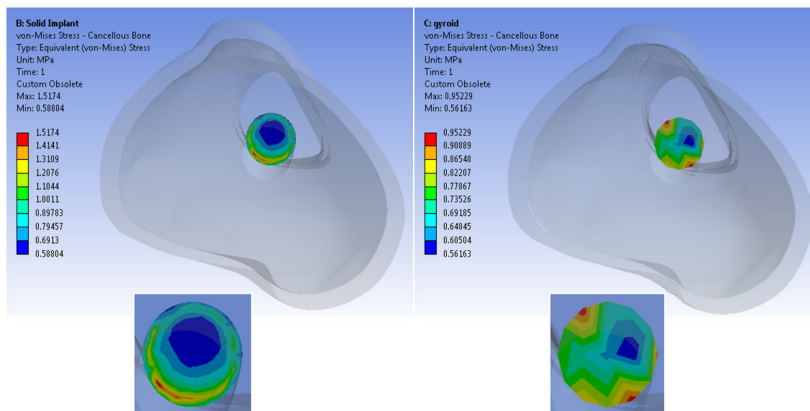 B: Solid Implant
von-Mises Stress - Cancellous Bone
Type: Equivalent (von-Mises) Stress
Unit: MPa
Time: 1
Custom Obsolete
Max: 1.5174
Min: 0.58804
1.5174
1.4141
1.3109
1.2076
1.1044
1.0011
0.89783
0.79457
0.6913
0.58804
C: gyroid
von-Mises Stress - Cancellous Bone
Type: Equivalent (von-Mises) Stress
Unit: MPa
Time: 1
Custom Obsolete
Max: 0.95229
Min: 0.56163
0.95229
0.90889
0.86548
0.82207
0.77867
0.73526
0.69185
0.64845
0.60504
0.56163